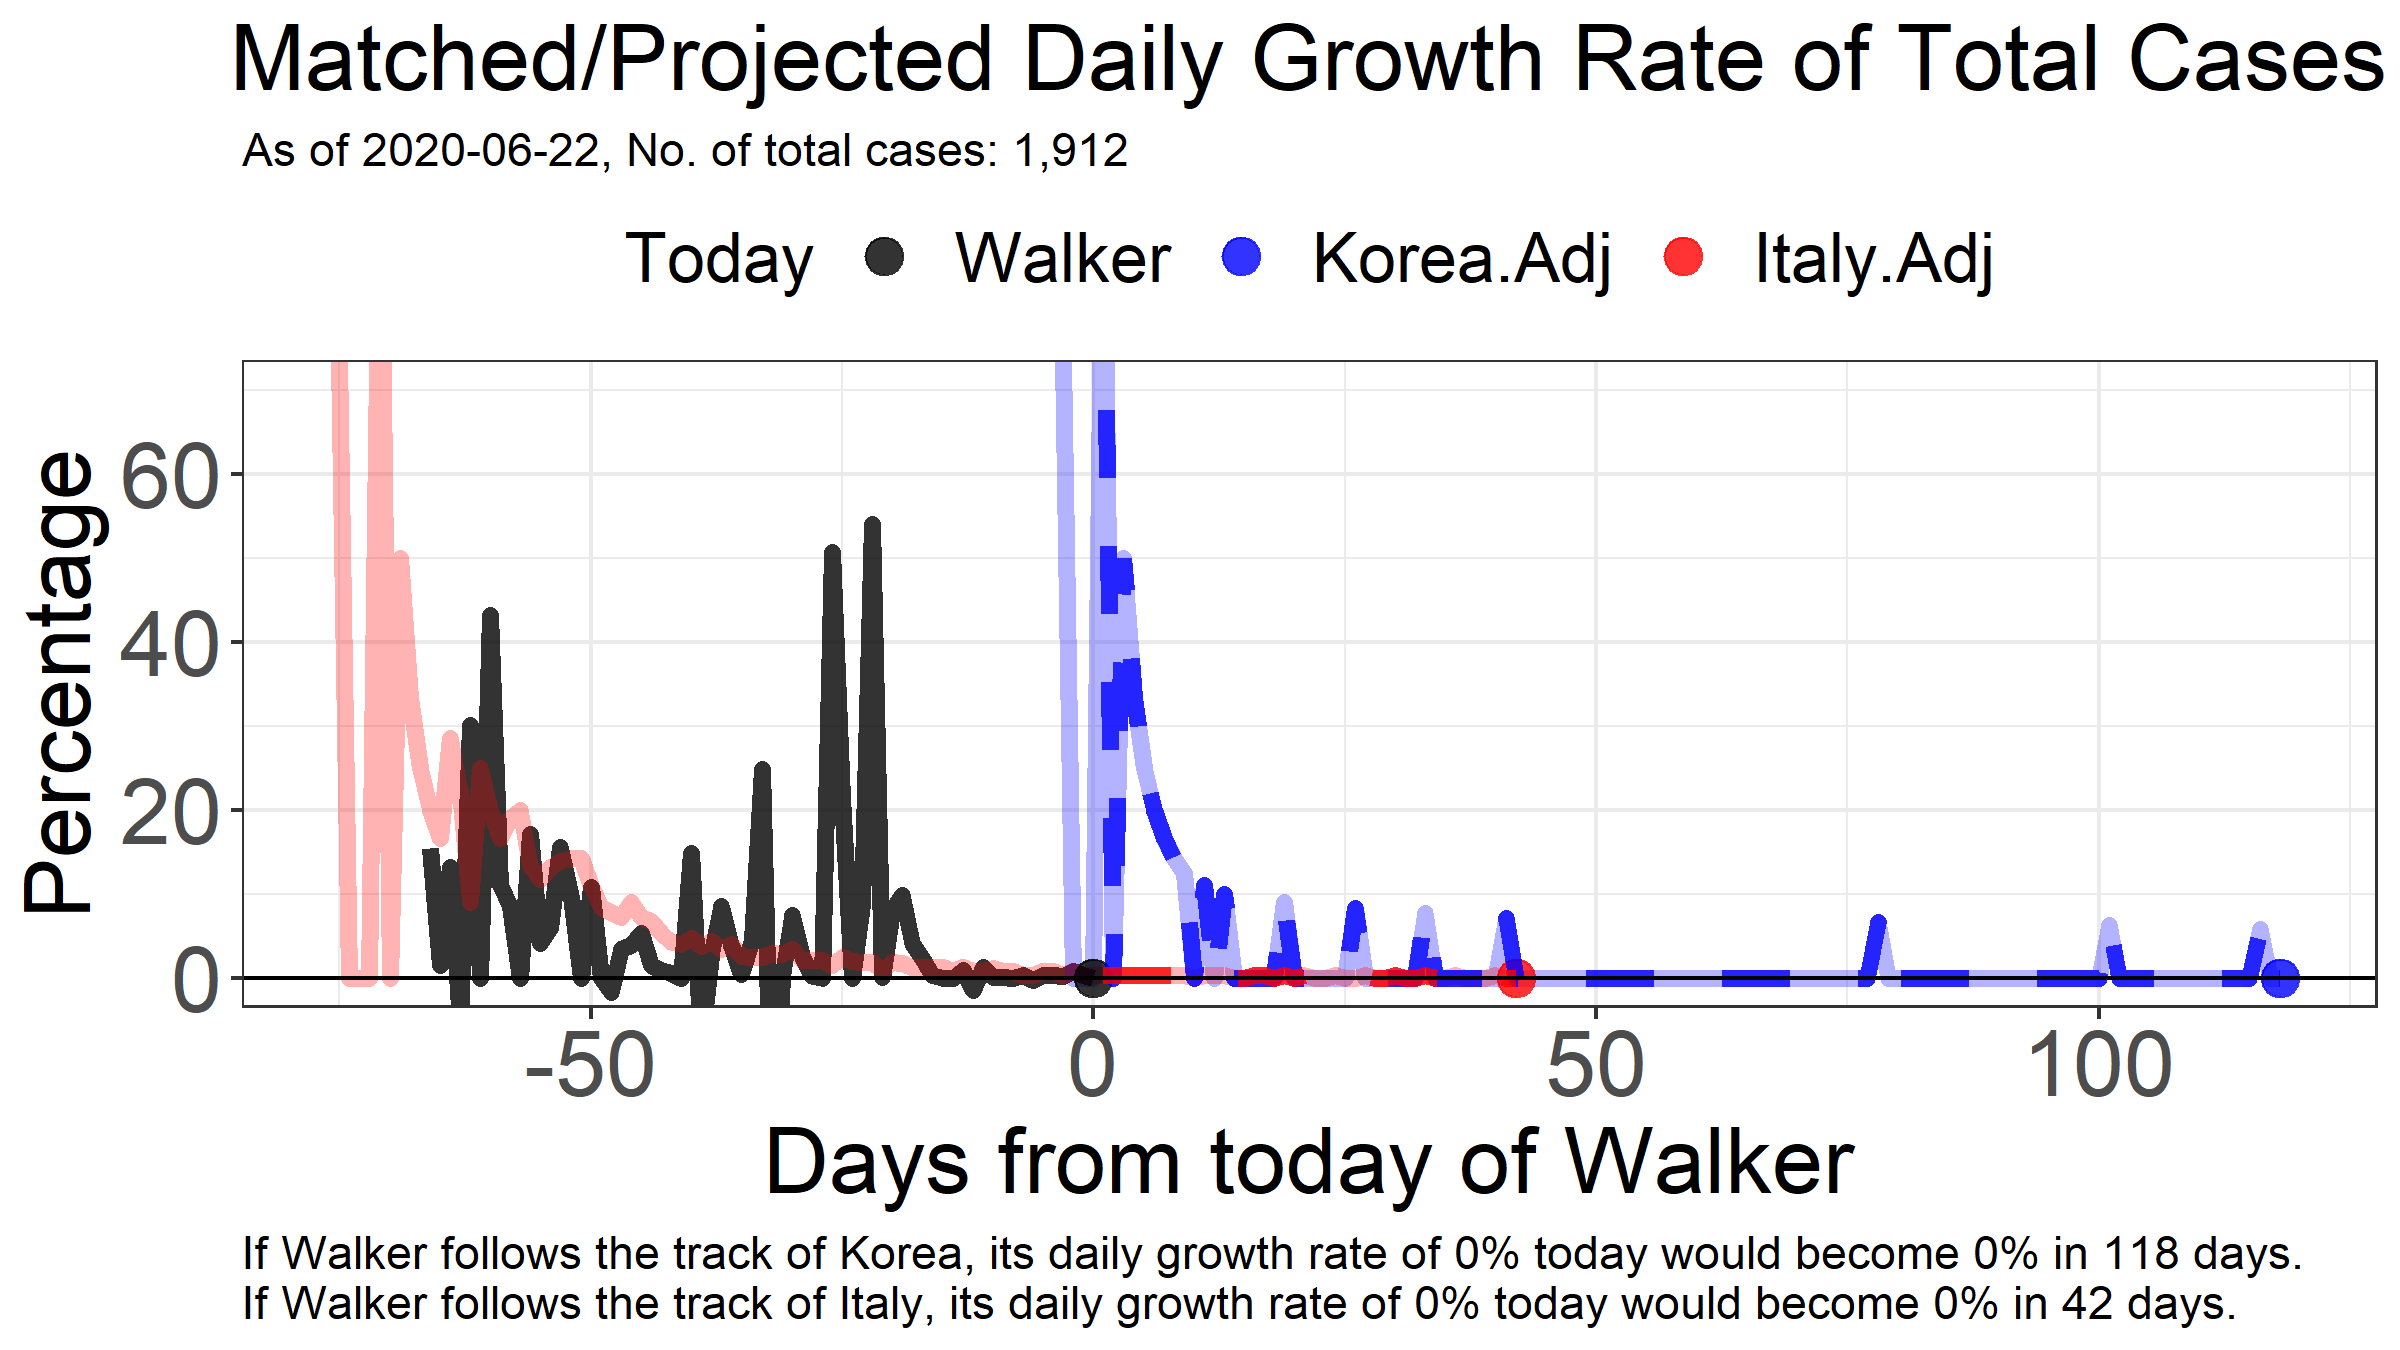 Matched/Projected Daily Growth Rate of Total Cases
As of 2020-06-22, No. of total cases: 1,912
Today Walker Korea.Adj Italy.Adj
Percentage
60
40
20
0
-50 0 50 100
Days from today of Walker
If Walker follows the track of Korea, its daily growth rate of 0% today would become 0% in 118 days.
If Walker follows the track of Italy, its daily growth rate of 0% today would become 0% in 42 days.